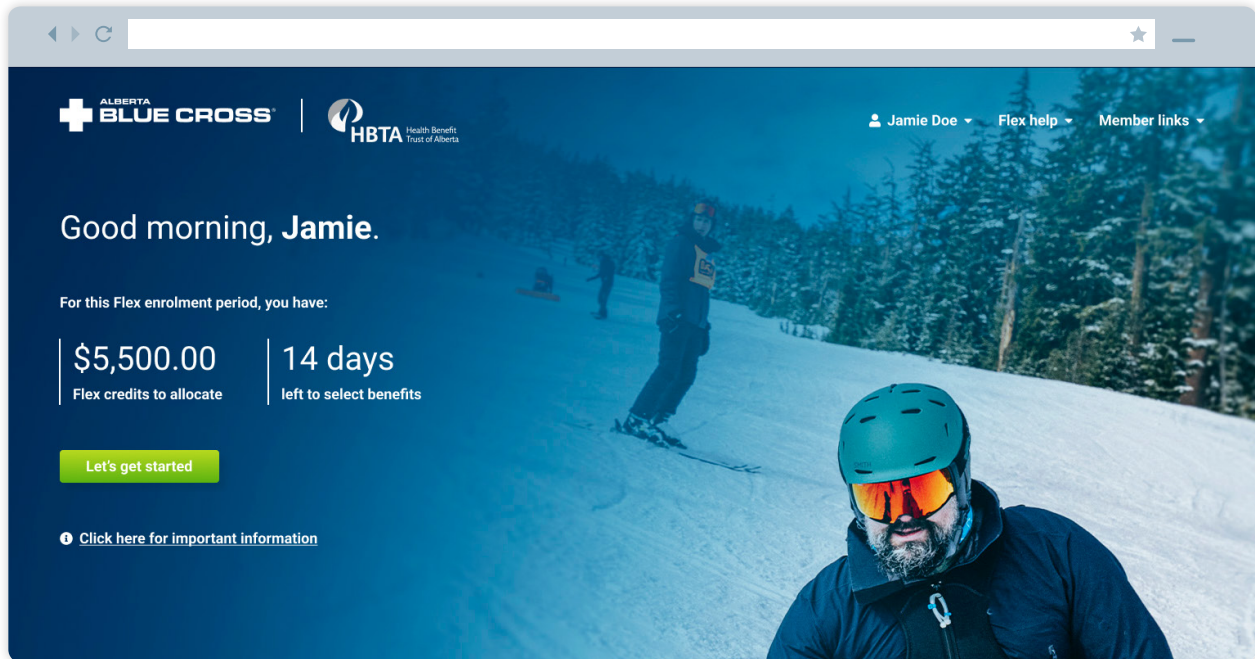 ALBERTA
BLUE CROSS®
HBTA Health Benefit
Trust of Alberta
Jamie Doe
Flex help
Member links
Good morning, Jamie.
For this Flex enrolment period, you have:
$5,500.00
Flex credits to allocate
14 days
left to select benefits
Let's get started
Click here for important information